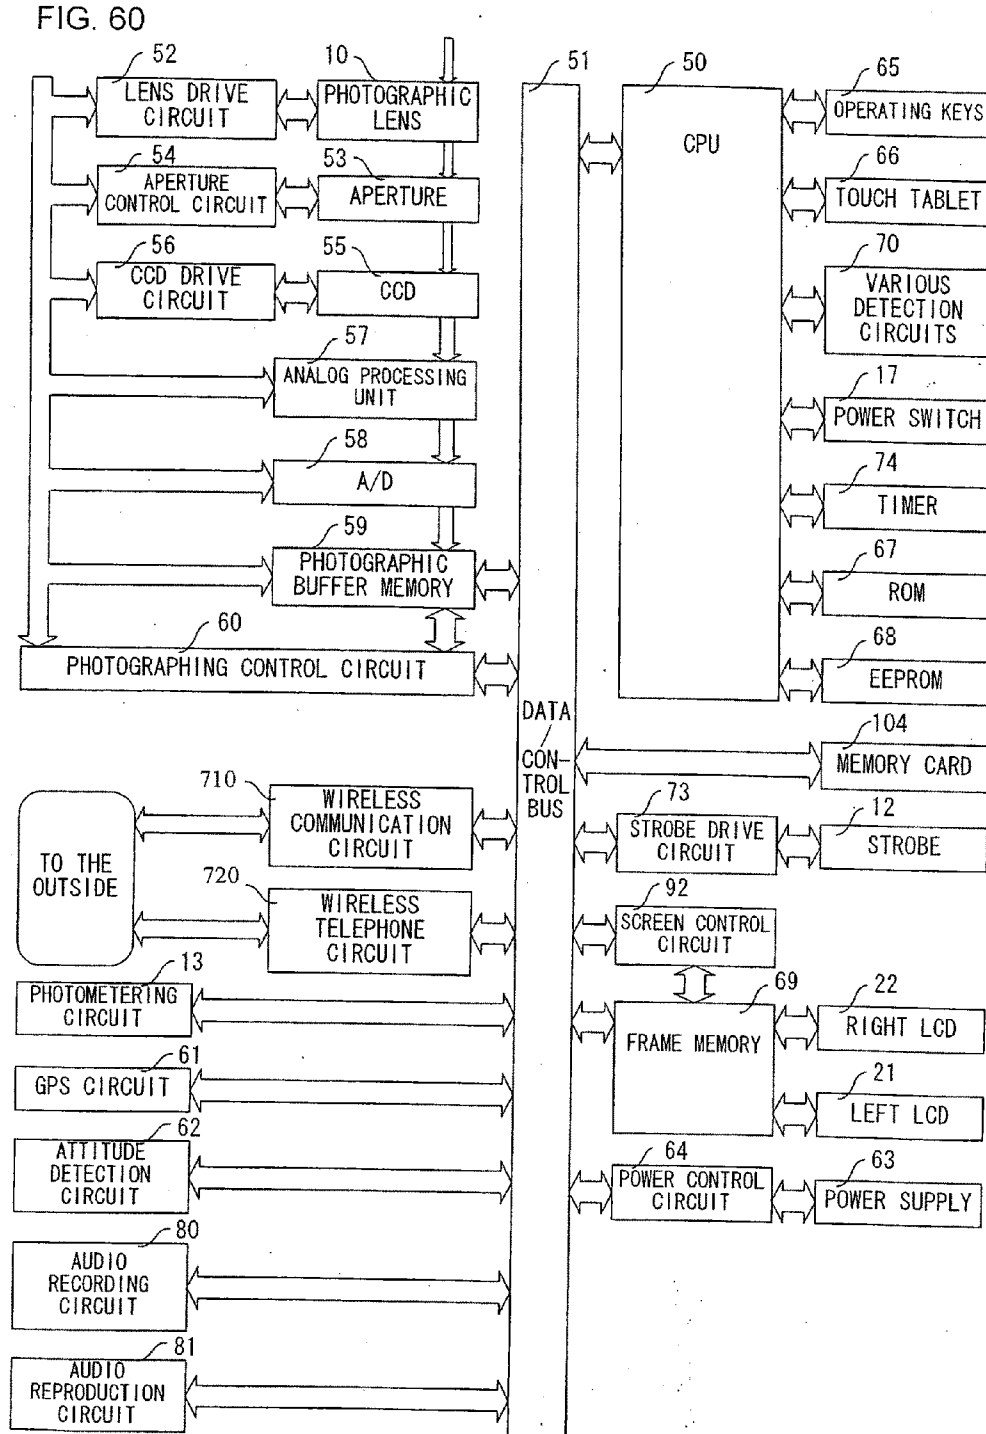 FIG. 60
52
LENS DRIVE
CIRCUIT
10
PHOTOGRAPHIC
LENS
54
APERTURE
CONTROL CIRCUIT
53
APERTURE
56
CCD DRIVE
CIRCUIT
55
CCD
57
ANALOG PROCESSING
UNIT
58
A/D
59
PHOTOGRAPHIC
BUFFER MEMORY
60
PHOTOGRAPHING CONTROL CIRCUIT
51
DATA
/
CON-
TROL
BUS
50
CPU
65
OPERATING KEYS
66
TOUCH TABLET
70
VARIOUS
DETECTION
CIRCUITS
17
POWER SWITCH
74
TIMER
67
ROM
68
EEPROM
104
MEMORY CARD
73
STROBE DRIVE
CIRCUIT
12
STROBE
92
SCREEN CONTROL
CIRCUIT
69
FRAME MEMORY
22
RIGHT LCD
21
LEFT LCD
64
POWER CONTROL
CIRCUIT
63
POWER SUPPLY
TO THE
OUTSIDE
710
WIRELESS
COMMUNICATION
CIRCUIT
720
WIRELESS
TELEPHONE
CIRCUIT
13
PHOTOMETERING
CIRCUIT
61
GPS CIRCUIT
62
ATTITUDE
DETECTION
CIRCUIT
80
AUDIO
RECORDING
CIRCUIT
81
AUDIO
REPRODUCTION
CIRCUIT